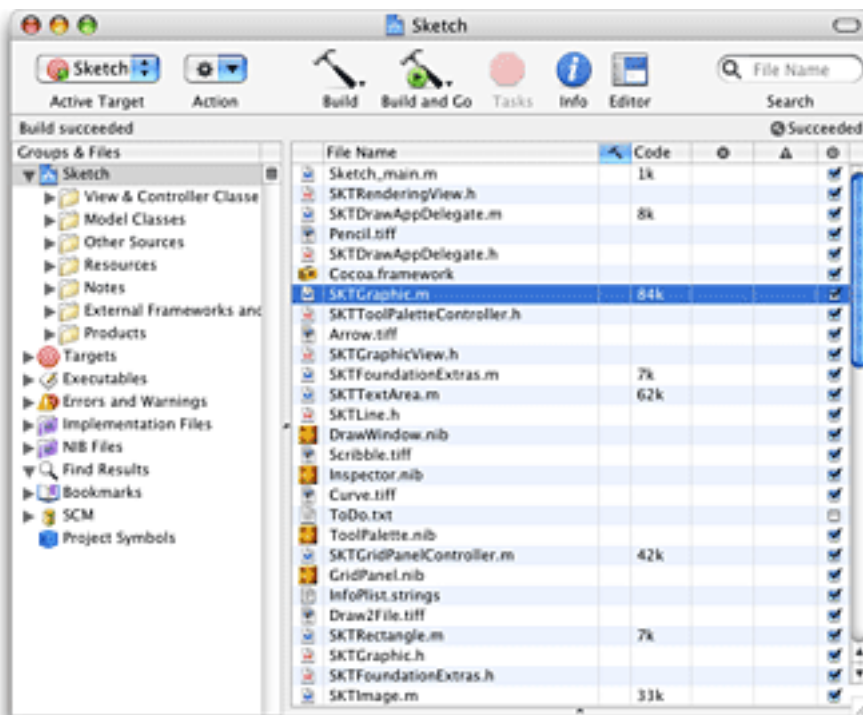 Sketch
Sketch
File Name
Active Target Action Build Build and Go Tasks Info Editor Search
Build succeeded Succeeded
Groups & Files
Sketch
View & Controller Classe
Model Classes
Other Sources
Resources
Notes
External Frameworks and
Products
Targets
Executables
Errors and Warnings
Implementation Files
NIB Files
Find Results
Bookmarks
SCM
Project Symbols
File Name Code
Sketch_main.m 1k
SKTRenderingView.h
SKTDrawAppDelegate.m 8k
Pencil.tiff
SKTDrawAppDelegate.h
Cocoa.framework
SKTGraphic.m 84k
SKTToolPaletteController.h
Arrow.tiff
SKTGraphicView.h
SKTFoundationExtras.m 7k
SKTTextArea.m 62k
SKTLine.h
DrawWindow.nib
Scribble.tiff
Inspector.nib
Curve.tiff
ToDo.txt
ToolPalette.nib
SKTGridPanelController.m 42k
GridPanel.nib
InfoPlist.strings
Draw2File.tiff
SKTRectangle.m 7k
SKTGraphic.h
SKTFoundationExtras.h
SKTImage.m 33k